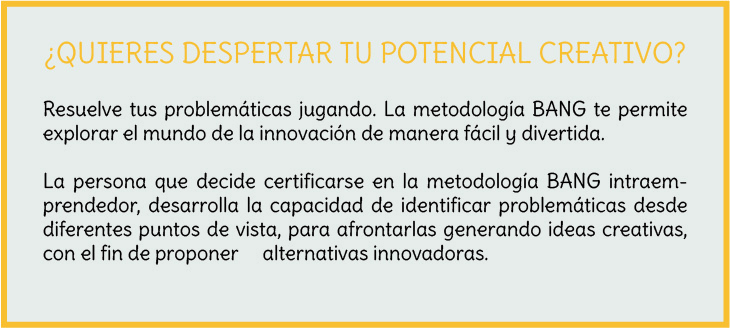 ¿QUIERES DESPERTAR TU POTENCIAL CREATIVO?
Resuelve tus problemáticas jugando. La metodología BANG te permite
explorar el mundo de la innovación de manera fácil y divertida.
La persona que decide certificarse en la metodología BANG intraem-
prendedor, desarrolla la capacidad de identificar problemáticas desde
diferentes puntos de vista, para afrontarlas generando ideas creativas,
con el fin de proponer alternativas innovadoras.